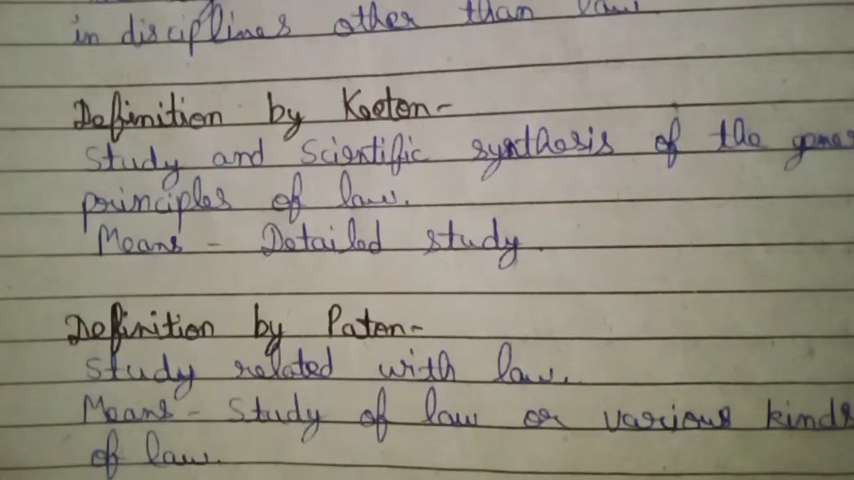 in disciplines other than law
Definition by Keeton-
Study and Scientific synthesis of the
principles of law.
Means - Detailed study.
Definition by Paton-
Study related with law.
Means - Study of law or various kinds
of law.